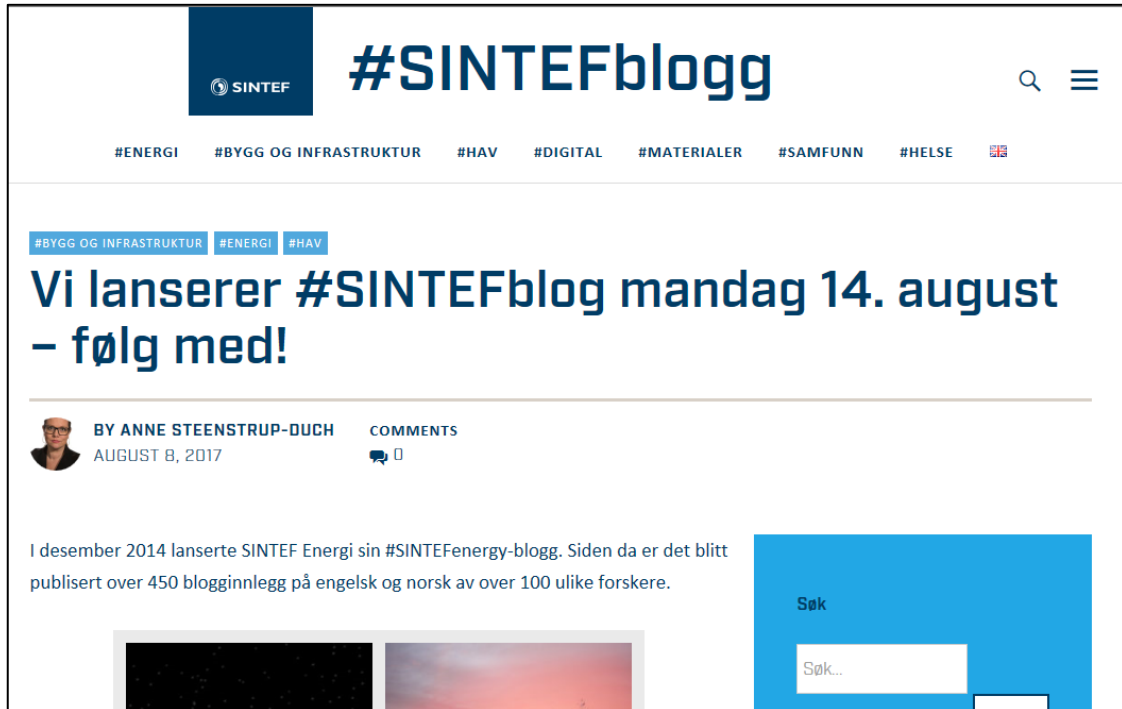 SINTEF
#SINTEFblogg
#ENERGI #BYGG OG INFRASTRUKTUR #HAV #DIGITAL #MATERIALER #SAMFUNN #HELSE
#BYGG OG INFRASTRUKTUR #ENERGI #HAV
Vi lanserer #SINTEFblog mandag 14. august
– følg med!
BY ANNE STEENSTRUP-DUCH COMMENTS
AUGUST 8, 2017 0
I desember 2014 lanserte SINTEF Energi sin #SINTEFenergy-blogg. Siden da er det blitt
publisert over 450 blogginnlegg på engelsk og norsk av over 100 ulike forskere.
Søk
Søk...